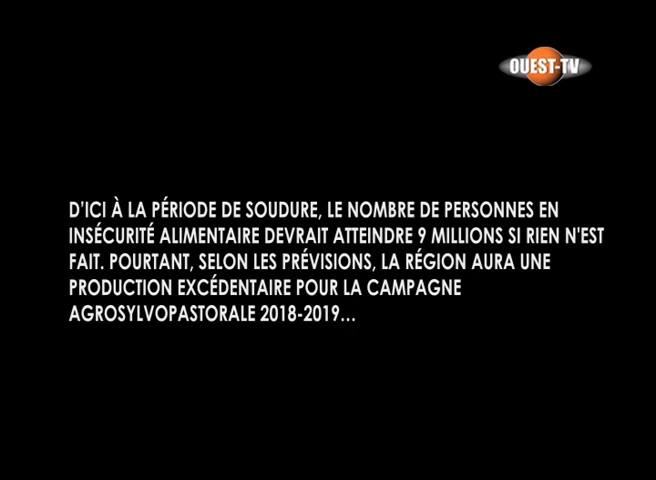 OUEST-TV
D'ICI À LA PÉRIODE DE SOUDURE, LE NOMBRE DE PERSONNES EN
INSÉCURITÉ ALIMENTAIRE DEVRAIT ATTEINDRE 9 MILLIONS SI RIEN N'EST
FAIT. POURTANT, SELON LES PRÉVISIONS, LA RÉGION AURA UNE
PRODUCTION EXCÉDENTAIRE POUR LA CAMPAGNE
AGROSYLVOPASTORALE 2018-2019...